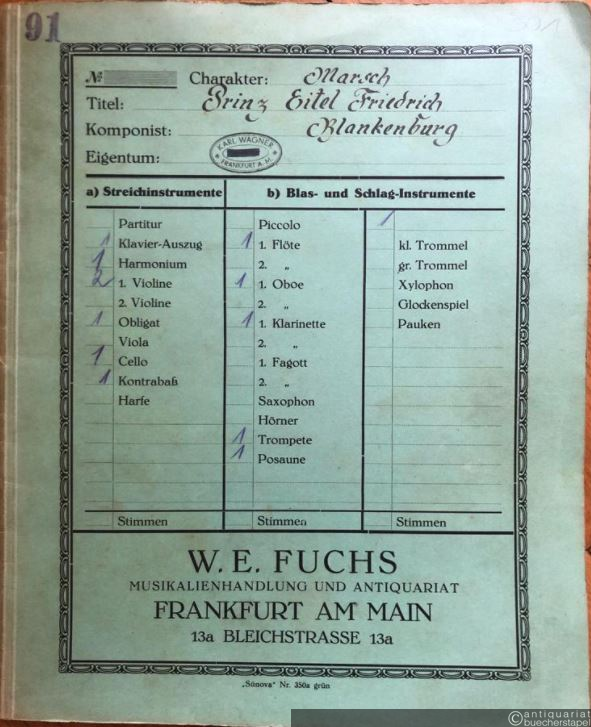 91
331
№ Charakter: Marsch
Titel: Prinz Eitel Friedrich
Komponist: Blankenburg
Eigentum: KARL WAGNER FRANKFURT A. M.
a) Streichinstrumente b) Blas- und Schlag-Instrumente
Partitur Piccolo 1
1 Klavier-Auszug 1 1. Flöte kl. Trommel
1 Harmonium 2. „ gr. Trommel
2 1. Violine 1 1. Oboe Xylophon
2. Violine 2. „ Glockenspiel
1 Obligat 1 1. Klarinette Pauken
Viola 2. „
1 Cello 1. Fagott
1 Kontrabaß 2. „
Harfe Saxophon
Hörner
1 Trompete
1 Posaune
Stimmen Stimmen Stimmen
W. E. FUCHS
MUSIKALIENHANDLUNG UND ANTIQUARIAT
FRANKFURT AM MAIN
13a BLEICHSTRASSE 13a
„Sünova" Nr. 350a grün
©antiquariat
buecherstapel